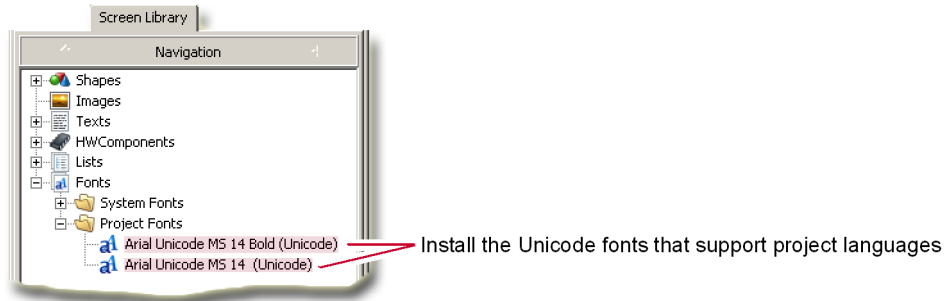 Screen Library
Navigation
Shapes
Images
Texts
HWComponents
Lists
Fonts
System Fonts
Project Fonts
Arial Unicode MS 14 Bold (Unicode)
Arial Unicode MS 14 (Unicode)
Install the Unicode fonts that support project languages